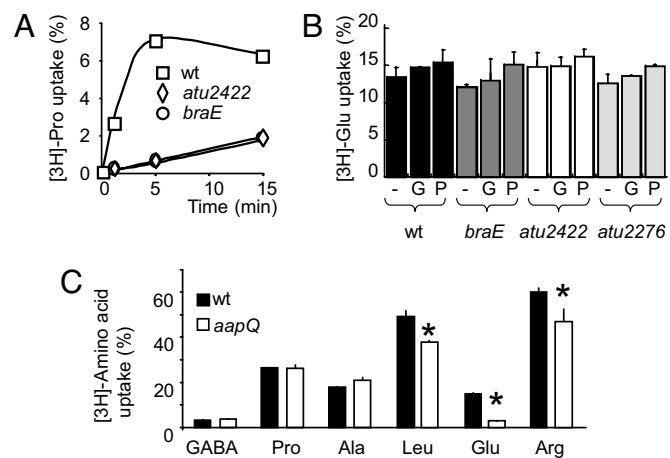 A
[3H]-Pro uptake (%)
8
6
4
2
0
0
5
10
15
Time (min)
wt
atu2422
braE
B
[3H]-Glu uptake (%)
20
15
10
5
0
- G P - G P - G P - G P
wt braE atu2422 atu2276
C
[3H]-Amino acid
uptake (%)
60
40
20
0
wt
aapQ
* * *
GABA Pro Ala Leu Glu Arg